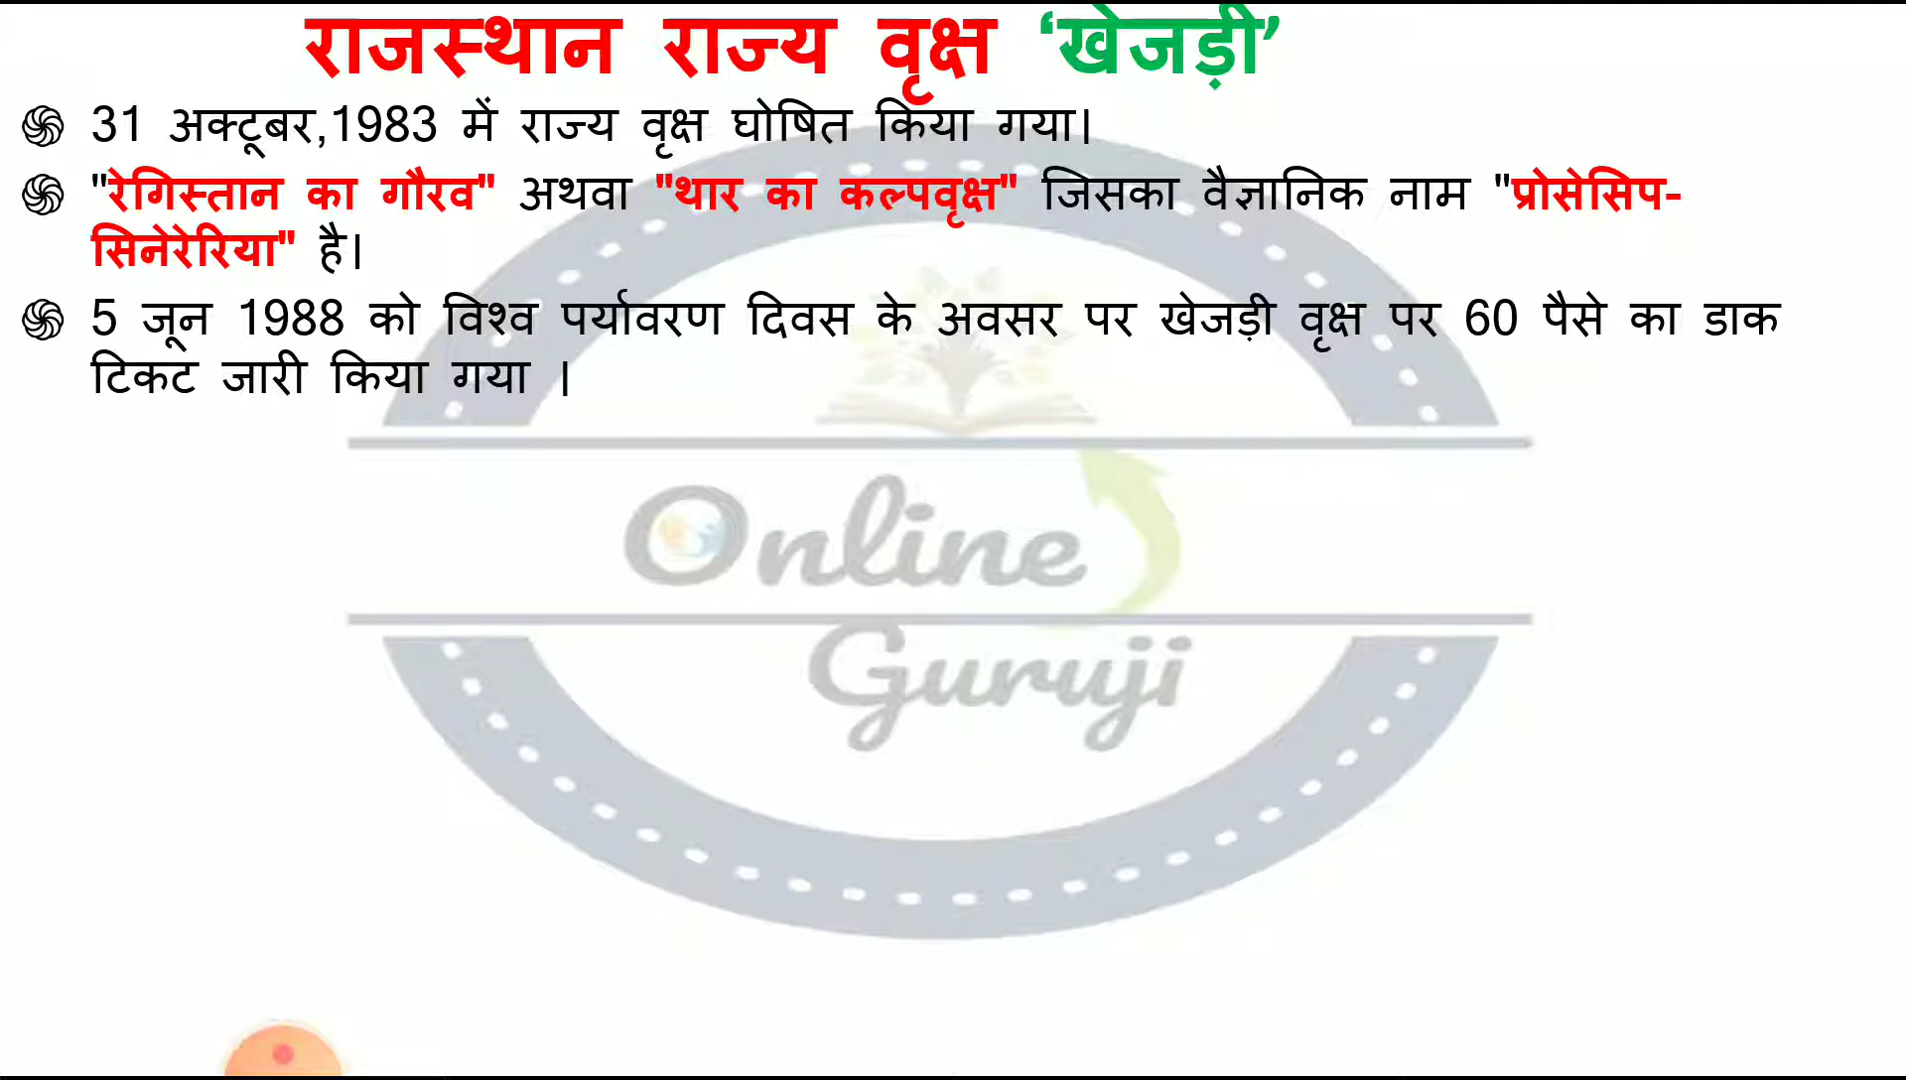 राजस्थान राज्य वृक्ष ‘खेजड़ी’
31 अक्टूबर,1983 में राज्य वृक्ष घोषित किया गया।
"रेगिस्तान का गौरव" अथवा "थार का कल्पवृक्ष" जिसका वैज्ञानिक नाम "प्रोसेसिप-
सिनेरेरिया" है।
5 जून 1988 को विश्व पर्यावरण दिवस के अवसर पर खेजड़ी वृक्ष पर 60 पैसे का डाक
टिकट जारी किया गया ।
Online
Guruji